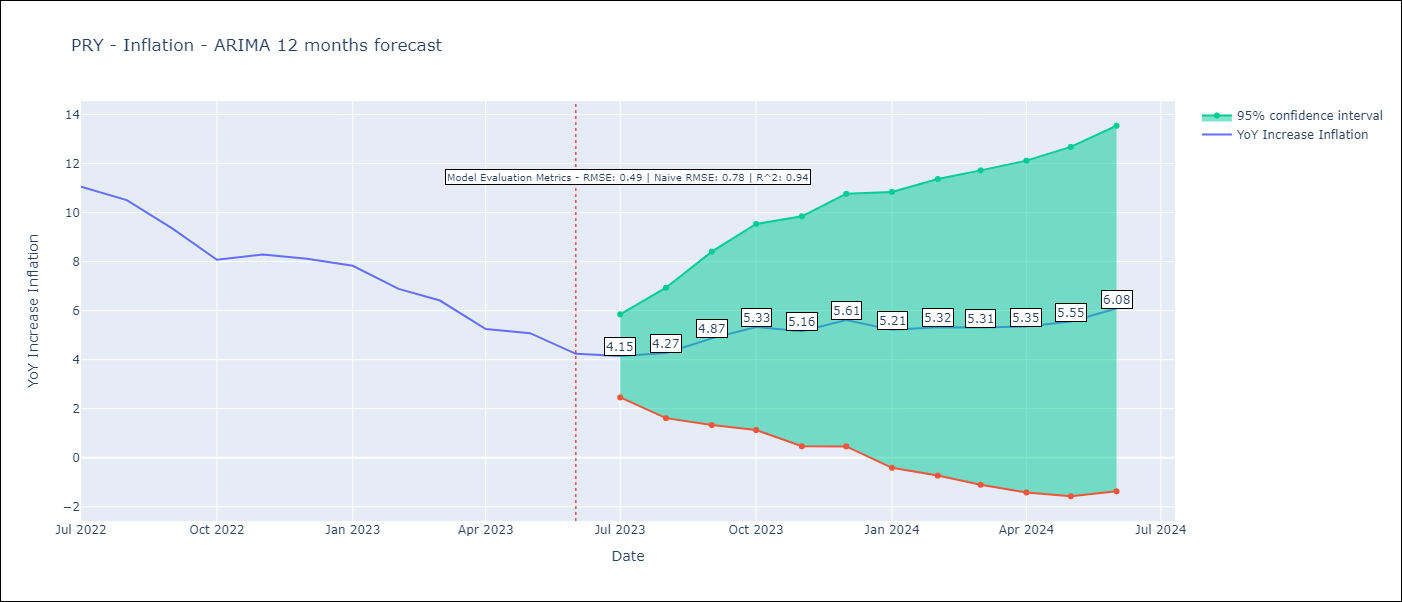 PRY - Inflation - ARIMA 12 months forecast
95% confidence interval
YoY Increase Inflation
Model Evaluation Metrics - RMSE: 0.49 | Naive RMSE: 0.78 | R^2: 0.94
YoY Increase Inflation
14
12
10
8
6
4
2
0
−2
4.15
4.27
4.87
5.33
5.16
5.61
5.21
5.32
5.31
5.35
5.55
6.08
Jul 2022
Oct 2022
Jan 2023
Apr 2023
Jul 2023
Oct 2023
Jan 2024
Apr 2024
Jul 2024
Date